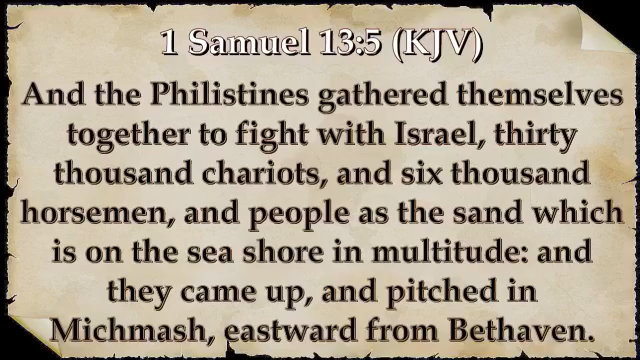 1 Samuel 13:5 (KJV)
And the Philistines gathered themselves
together to fight with Israel, thirty
thousand chariots, and six thousand
horsemen, and people as the sand which
is on the sea shore in multitude: and
they came up, and pitched in
Michmash, eastward from Bethaven.